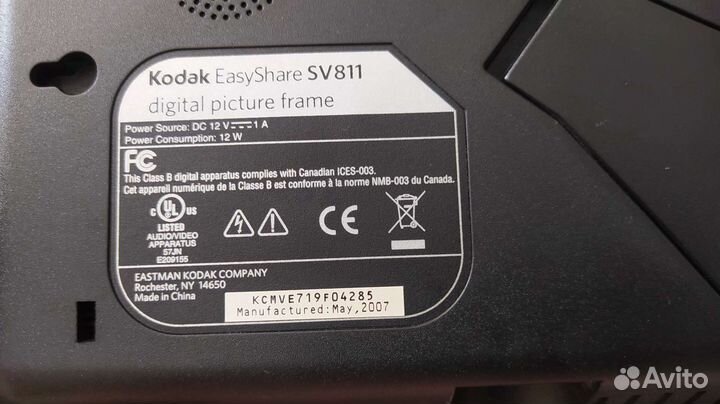 Kodak EasyShare SV811
digital picture frame
Power Source: DC 12 V⎓1 A
Power Consumption: 12 W
FC
This Class B digital apparatus complies with Canadian ICES-003.
Cet appareil numérique de la Classe B est conforme à la norme NMB-003 du Canada.
C UL US
LISTED
AUDIO/VIDEO
APPARATUS
57JN
E209155
CE
EASTMAN KODAK COMPANY
Rochester, NY 14650
Made in China
KCMVE719F04285
Manufactured:May,2007
Avito